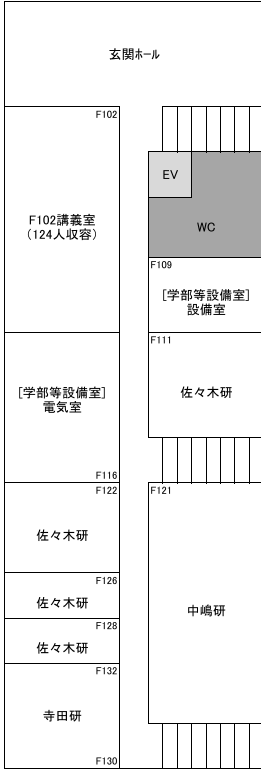 玄関ホール
F102
F102講義室
（124人収容）
EV
WC
F109
[学部等設備室]
設備室
F111
佐々木研
[学部等設備室]
電気室
F116
F122
佐々木研
F121
中嶋研
F126
佐々木研
F128
佐々木研
F132
寺田研
F130